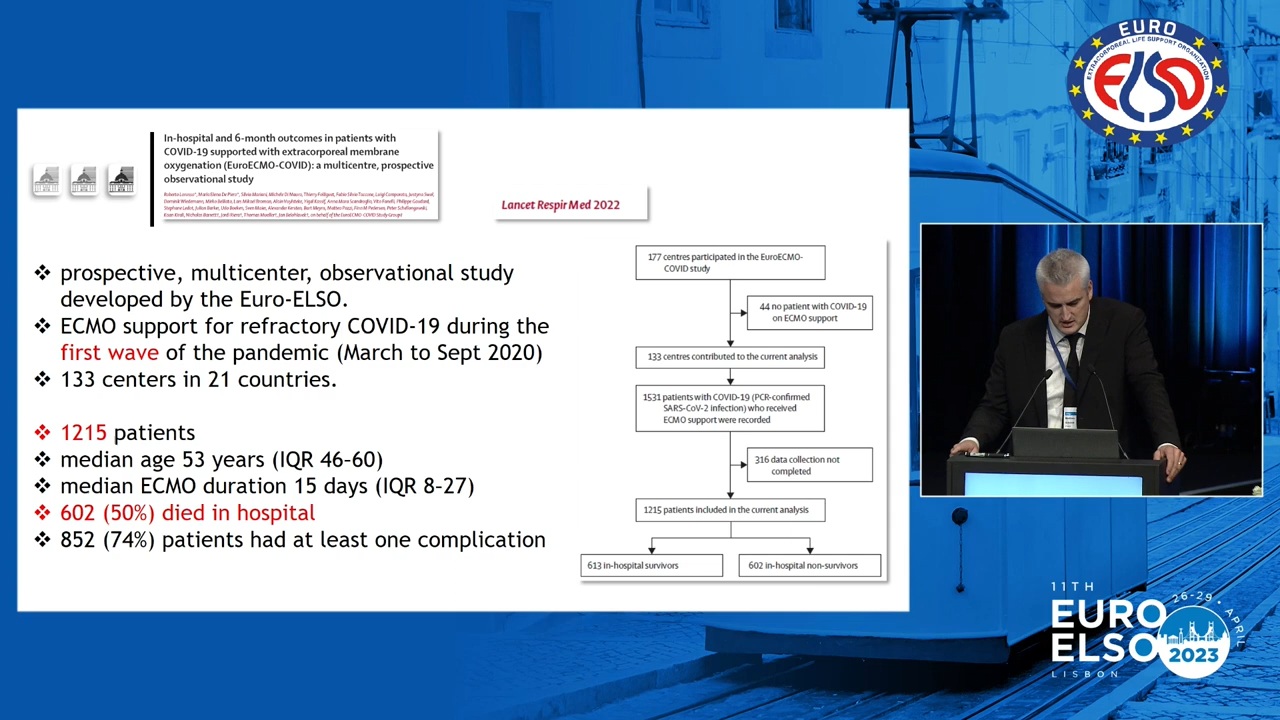 EURO
EXTRACORPOREAL LIFE SUPPORT ORGANIZATION
ELSO
In-hospital and 6-month outcomes in patients with
COVID-19 supported with extracorporeal membrane
oxygenation (EuroECMO-COVID): a multicentre, prospective
observational study
Lancet Respir Med 2022
❖ prospective, multicenter, observational study
developed by the Euro-ELSO.
❖ ECMO support for refractory COVID-19 during the
first wave of the pandemic (March to Sept 2020)
❖ 133 centers in 21 countries.
❖ 1215 patients
❖ median age 53 years (IQR 46–60)
❖ median ECMO duration 15 days (IQR 8–27)
❖ 602 (50%) died in hospital
❖ 852 (74%) patients had at least one complication
177 centres participated in the EuroECMO-
COVID study
44 no patient with COVID-19
on ECMO support
133 centres contributed to the current analysis
1531 patients with COVID-19 (PCR-confirmed
SARS-CoV-2 infection) who received
ECMO support were recorded
316 data collection not
completed
1215 patients included in the current analysis
613 in-hospital survivors
602 in-hospital non-survivors
11TH
EURO
ELSO
LISBON
26-29 • APRIL
2023